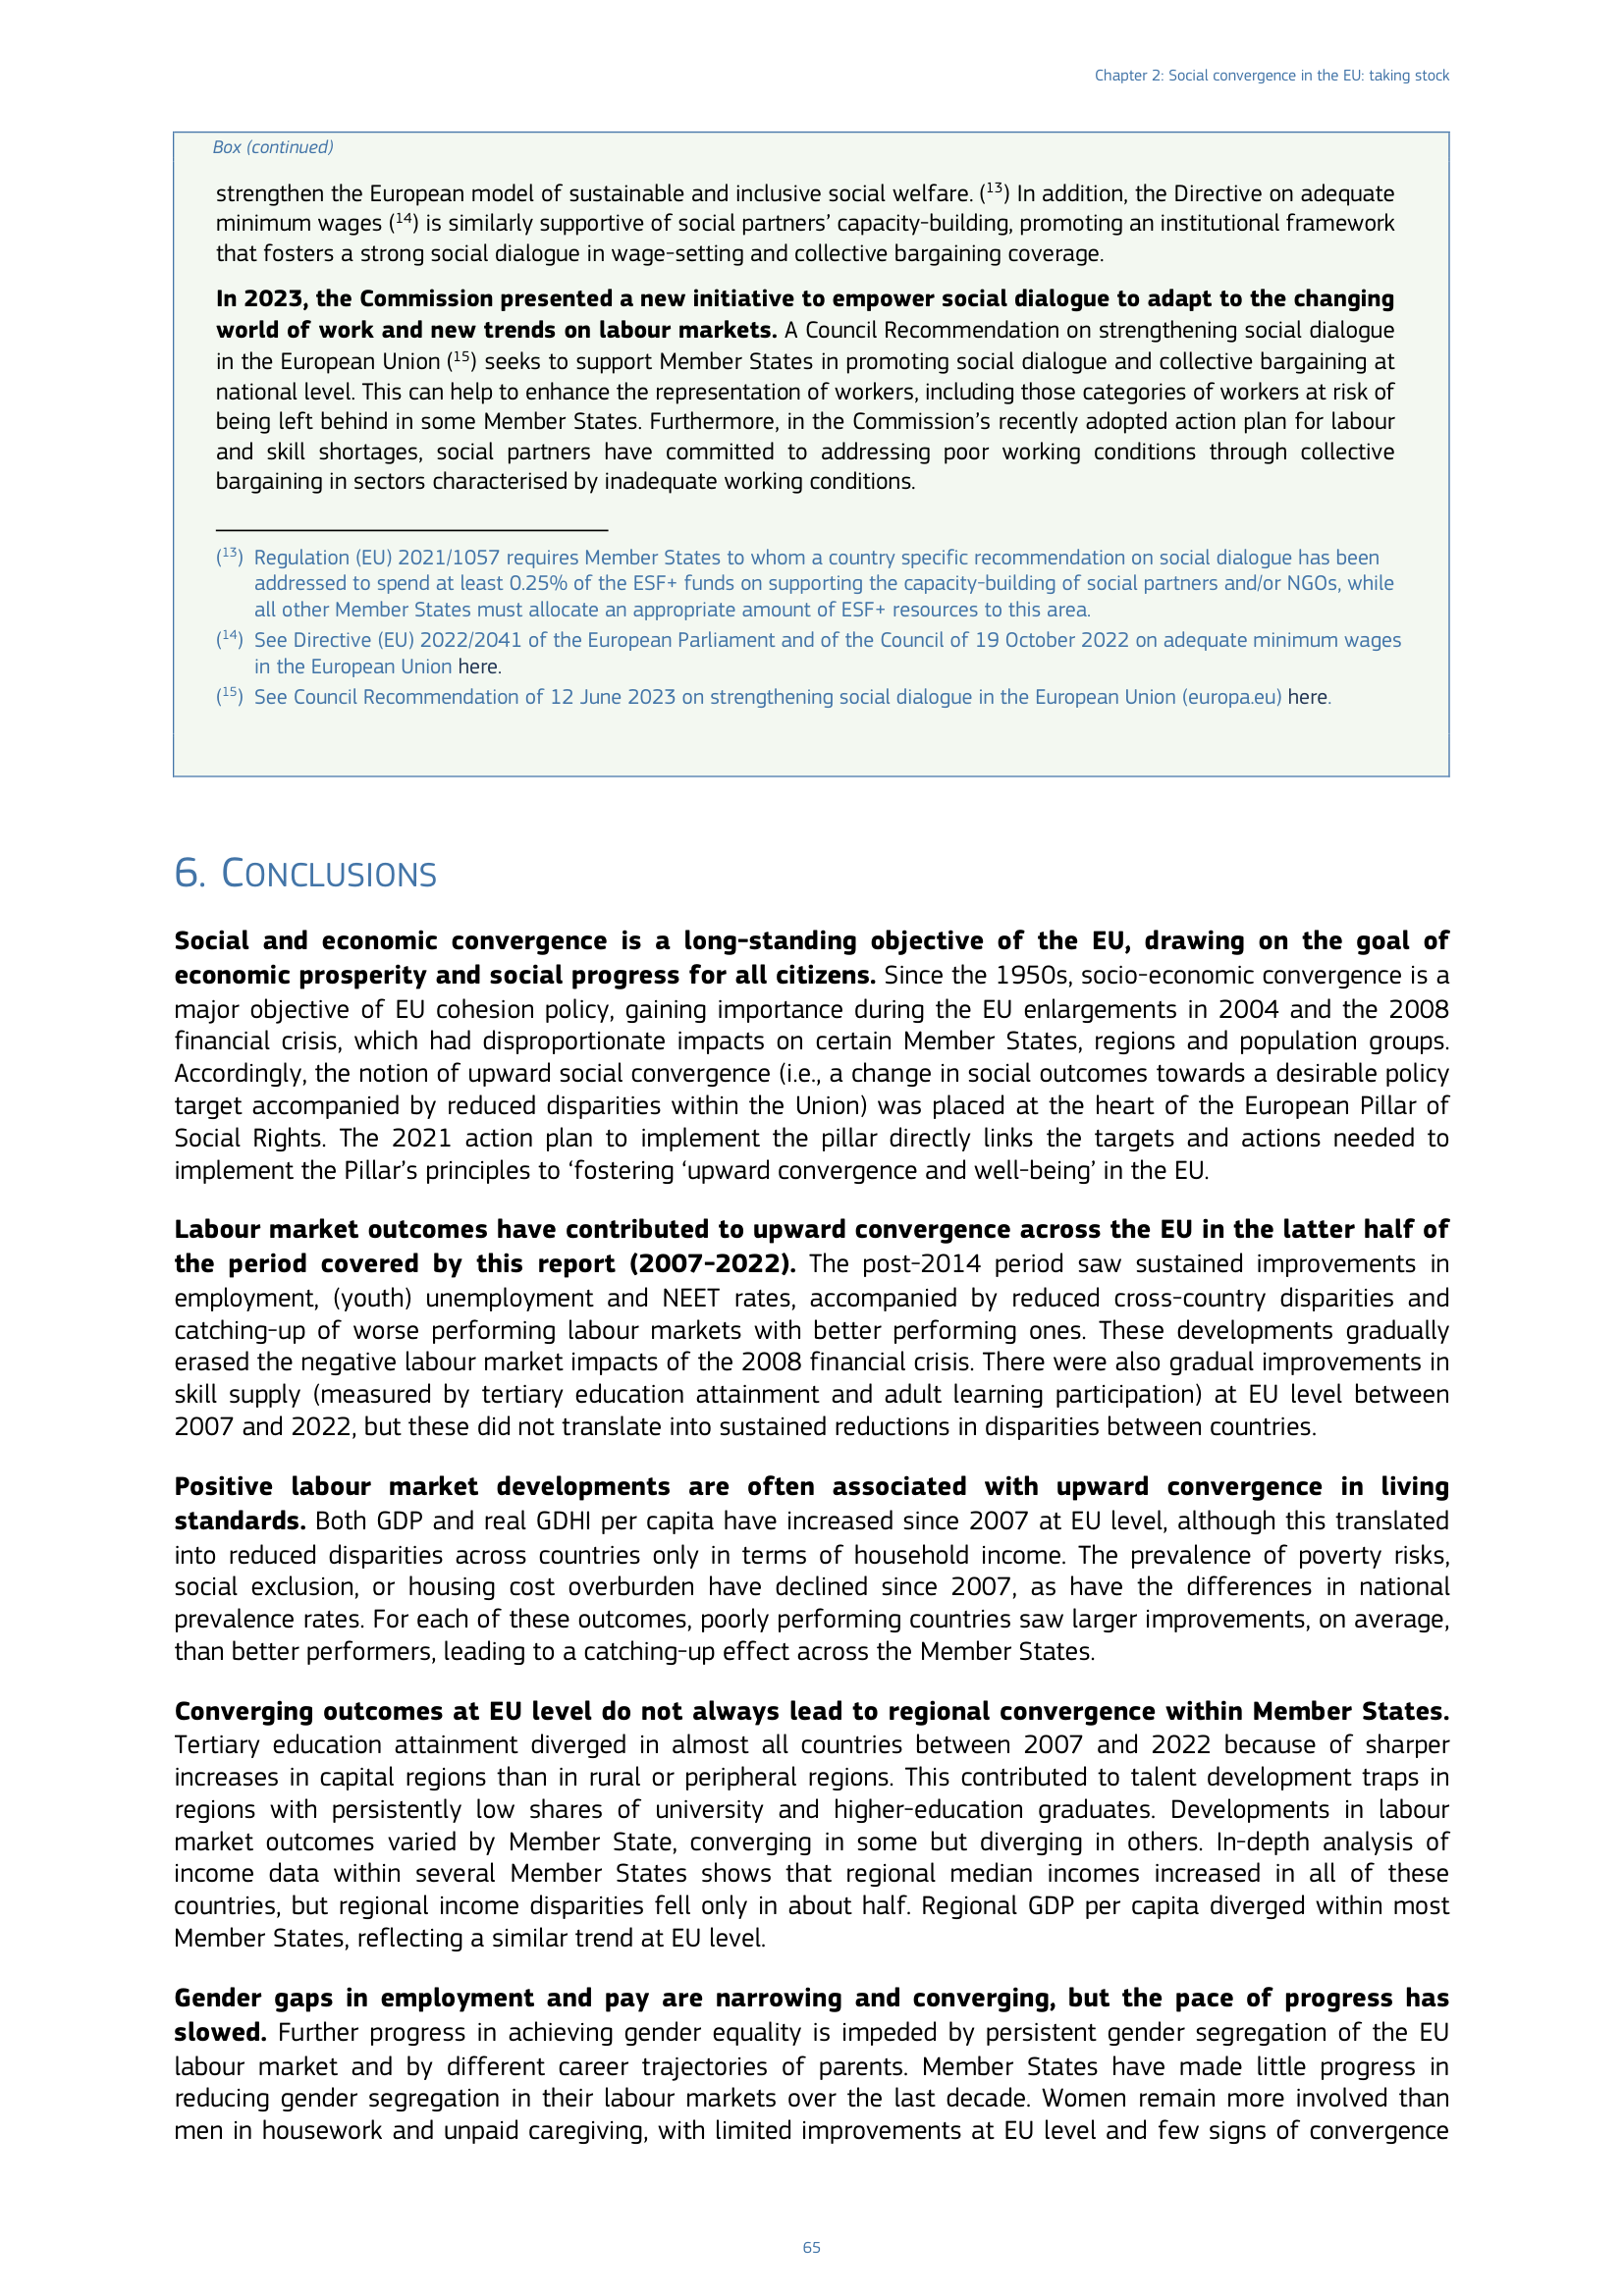 Chapter 2: Social convergence in the EU: taking stock
Box (continued)
strengthen the European model of sustainable and inclusive social welfare. (13) In addition, the Directive on adequate
minimum wages (14) is similarly supportive of social partners’ capacity-building, promoting an institutional framework
that fosters a strong social dialogue in wage-setting and collective bargaining coverage.
In 2023, the Commission presented a new initiative to empower social dialogue to adapt to the changing
world of work and new trends on labour markets. A Council Recommendation on strengthening social dialogue
in the European Union (15) seeks to support Member States in promoting social dialogue and collective bargaining at
national level. This can help to enhance the representation of workers, including those categories of workers at risk of
being left behind in some Member States. Furthermore, in the Commission’s recently adopted action plan for labour
and skill shortages, social partners have committed to addressing poor working conditions through collective
bargaining in sectors characterised by inadequate working conditions.
(13) Regulation (EU) 2021/1057 requires Member States to whom a country specific recommendation on social dialogue has been
addressed to spend at least 0.25% of the ESF+ funds on supporting the capacity-building of social partners and/or NGOs, while
all other Member States must allocate an appropriate amount of ESF+ resources to this area.
(14) See Directive (EU) 2022/2041 of the European Parliament and of the Council of 19 October 2022 on adequate minimum wages
in the European Union here.
(15) See Council Recommendation of 12 June 2023 on strengthening social dialogue in the European Union (europa.eu) here.
6. CONCLUSIONS
Social and economic convergence is a long-standing objective of the EU, drawing on the goal of
economic prosperity and social progress for all citizens. Since the 1950s, socio-economic convergence is a
major objective of EU cohesion policy, gaining importance during the EU enlargements in 2004 and the 2008
financial crisis, which had disproportionate impacts on certain Member States, regions and population groups.
Accordingly, the notion of upward social convergence (i.e., a change in social outcomes towards a desirable policy
target accompanied by reduced disparities within the Union) was placed at the heart of the European Pillar of
Social Rights. The 2021 action plan to implement the pillar directly links the targets and actions needed to
implement the Pillar’s principles to ‘fostering ‘upward convergence and well-being’ in the EU.
Labour market outcomes have contributed to upward convergence across the EU in the latter half of
the period covered by this report (2007-2022). The post-2014 period saw sustained improvements in
employment, (youth) unemployment and NEET rates, accompanied by reduced cross-country disparities and
catching-up of worse performing labour markets with better performing ones. These developments gradually
erased the negative labour market impacts of the 2008 financial crisis. There were also gradual improvements in
skill supply (measured by tertiary education attainment and adult learning participation) at EU level between
2007 and 2022, but these did not translate into sustained reductions in disparities between countries.
Positive labour market developments are often associated with upward convergence in living
standards. Both GDP and real GDHI per capita have increased since 2007 at EU level, although this translated
into reduced disparities across countries only in terms of household income. The prevalence of poverty risks,
social exclusion, or housing cost overburden have declined since 2007, as have the differences in national
prevalence rates. For each of these outcomes, poorly performing countries saw larger improvements, on average,
than better performers, leading to a catching-up effect across the Member States.
Converging outcomes at EU level do not always lead to regional convergence within Member States.
Tertiary education attainment diverged in almost all countries between 2007 and 2022 because of sharper
increases in capital regions than in rural or peripheral regions. This contributed to talent development traps in
regions with persistently low shares of university and higher-education graduates. Developments in labour
market outcomes varied by Member State, converging in some but diverging in others. In-depth analysis of
income data within several Member States shows that regional median incomes increased in all of these
countries, but regional income disparities fell only in about half. Regional GDP per capita diverged within most
Member States, reflecting a similar trend at EU level.
Gender gaps in employment and pay are narrowing and converging, but the pace of progress has
slowed. Further progress in achieving gender equality is impeded by persistent gender segregation of the EU
labour market and by different career trajectories of parents. Member States have made little progress in
reducing gender segregation in their labour markets over the last decade. Women remain more involved than
men in housework and unpaid caregiving, with limited improvements at EU level and few signs of convergence
65